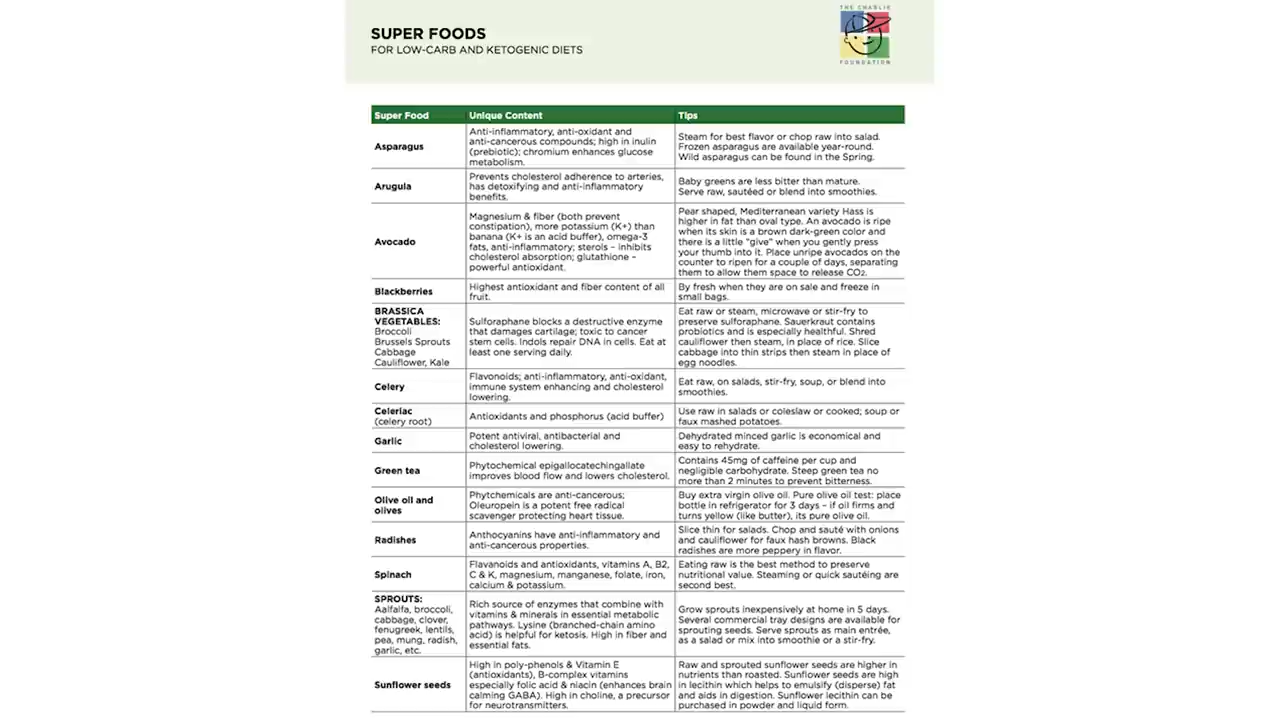 SUPER FOODS
FOR LOW-CARB AND KETOGENIC DIETS
THE CHARLIE
FOUNDATION
Super Food
Unique Content
Tips
Asparagus
Anti-inflammatory, anti-oxidant and
anti-cancerous compounds; high in inulin
(prebiotic); chromium enhances glucose
metabolism.
Steam for best flavor or chop raw into salad.
Frozen asparagus are available year-round.
Wild asparagus can be found in the Spring.
Arugula
Prevents cholesterol adherence to arteries,
has detoxifying and anti-inflammatory
benefits.
Baby greens are less bitter than mature.
Serve raw, sautéed or blend into smoothies.
Avocado
Magnesium & fiber (both prevent
constipation), more potassium (K+) than
banana (K+ is an acid buffer), omega-3
fats, anti-inflammatory; sterols – inhibits
cholesterol absorption; glutathione –
powerful antioxidant.
Pear shaped, Mediterranean variety Hass is
higher in fat than oval type. An avocado is ripe
when its skin is a brown dark-green color and
there is a little "give" when you gently press
your thumb into it. Place unripe avocados on the
counter to ripen for a couple of days, separating
them to allow them space to release CO₂.
Blackberries
Highest antioxidant and fiber content of all
fruit.
By fresh when they are on sale and freeze in
small bags.
BRASSICA
VEGETABLES:
Broccoli
Brussels Sprouts
Cabbage
Cauliflower, Kale
Sulforaphane blocks a destructive enzyme
that damages cartilage; toxic to cancer
stem cells. Indols repair DNA in cells. Eat at
least one serving daily.
Eat raw or steam, microwave or stir-fry to
preserve sulforaphane. Sauerkraut contains
probiotics and is especially healthful. Shred
cauliflower then steam, in place of rice. Slice
cabbage into thin strips then steam in place of
egg noodles.
Celery
Flavonoids; anti-inflammatory, anti-oxidant,
immune system enhancing and cholesterol
lowering.
Eat raw, on salads, stir-fry, soup, or blend into
smoothies.
Celeriac
(celery root)
Antioxidants and phosphorus (acid buffer)
Use raw in salads or coleslaw or cooked; soup or
faux mashed potatoes.
Garlic
Potent antiviral, antibacterial and
cholesterol lowering.
Dehydrated minced garlic is economical and
easy to rehydrate.
Green tea
Phytochemical epigallocatechingallate
improves blood flow and lowers cholesterol.
Contains 45mg of caffeine per cup and
negligible carbohydrate. Steep green tea no
more than 2 minutes to prevent bitterness.
Olive oil and
olives
Phytchemicals are anti-cancerous;
Oleuropein is a potent free radical
scavenger protecting heart tissue.
Buy extra virgin olive oil. Pure olive oil test: place
bottle in refrigerator for 3 days – if oil firms and
turns yellow (like butter), its pure olive oil.
Radishes
Anthocyanins have anti-inflammatory and
anti-cancerous properties.
Slice thin for salads. Chop and sauté with onions
and cauliflower for faux hash browns. Black
radishes are more peppery in flavor.
Spinach
Flavanoids and antioxidants, vitamins A, B2,
C & K, magnesium, manganese, folate, iron,
calcium & potassium.
Eating raw is the best method to preserve
nutritional value. Steaming or quick sautéing are
second best.
SPROUTS:
Aalfalfa, broccoli,
cabbage, clover,
fenugreek, lentils,
pea, mung, radish,
garlic, etc.
Rich source of enzymes that combine with
vitamins & minerals in essential metabolic
pathways. Lysine (branched-chain amino
acid) is helpful for ketosis. High in fiber and
essential fats.
Grow sprouts inexpensively at home in 5 days.
Several commercial tray designs are available for
sprouting seeds. Serve sprouts as main entrée,
as a salad or mix into smoothie or a stir-fry.
Sunflower seeds
High in poly-phenols & Vitamin E
(antioxidants), B-complex vitamins
especially folic acid & niacin (enhances brain
calming GABA). High in choline, a precursor
for neurotransmitters.
Raw and sprouted sunflower seeds are higher in
nutrients than roasted. Sunflower seeds are high
in lecithin which helps to emulsify (disperse) fat
and aids in digestion. Sunflower lecithin can be
purchased in powder and liquid form.